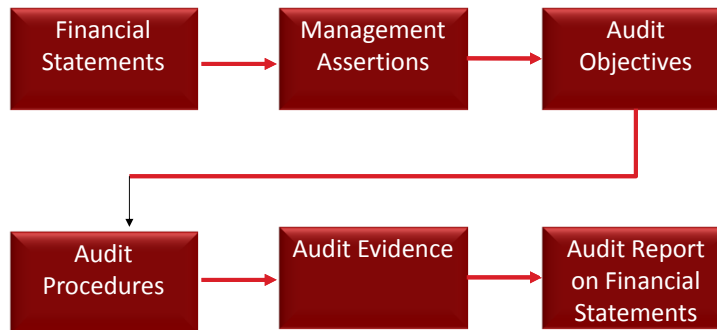 Financial
Statements
Management
Assertions
Audit
Objectives
Audit
Procedures
Audit Evidence
Audit Report
on Financial
Statements